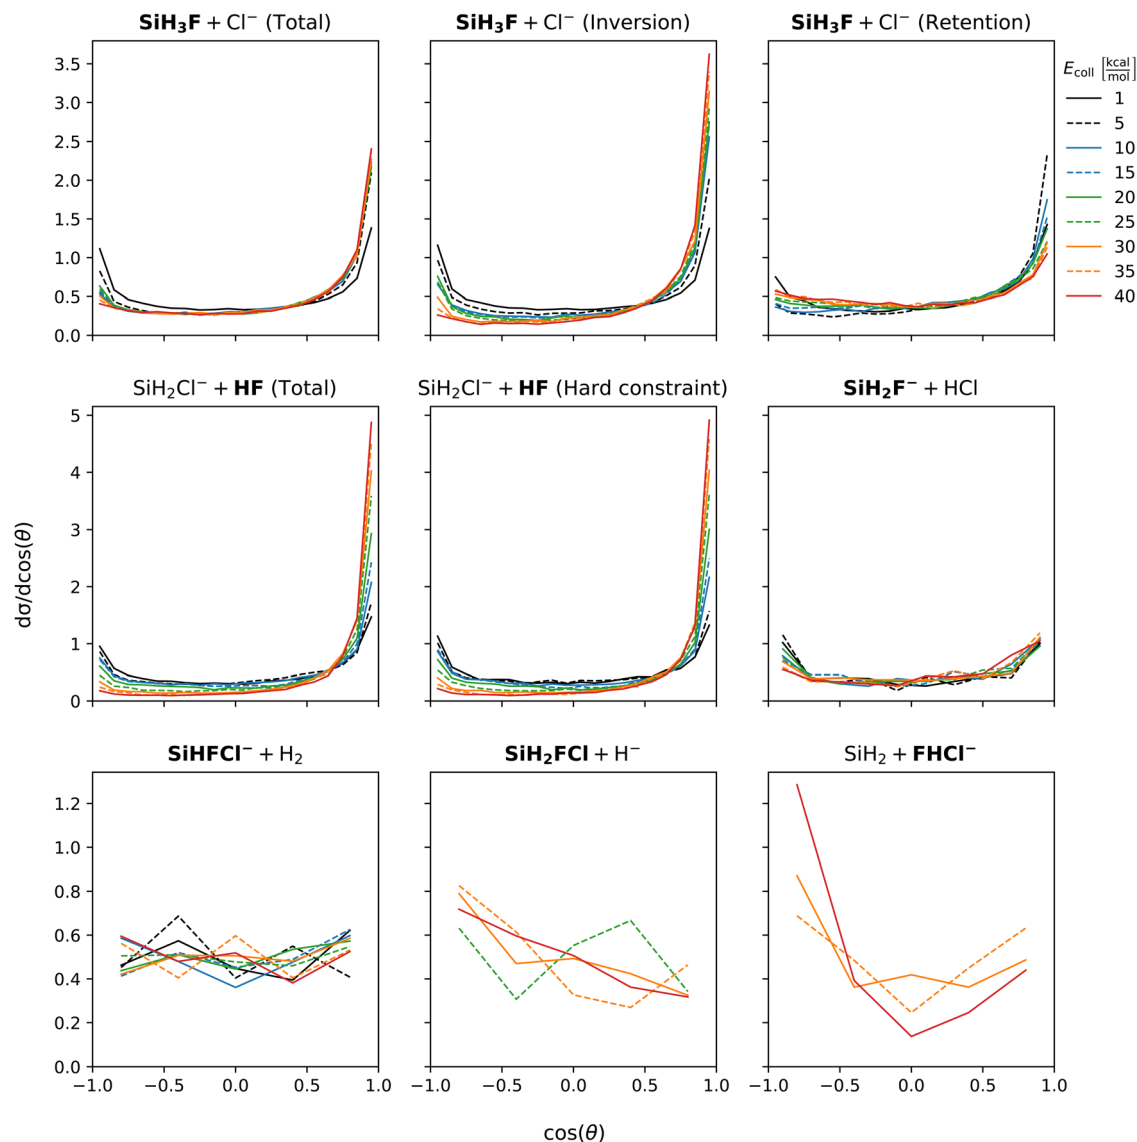 SiH₃F + Cl⁻ (Total)
SiH₃F + Cl⁻ (Inversion)
SiH₃F + Cl⁻ (Retention)
0.0
0.5
1.0
1.5
2.0
2.5
3.0
3.5
E_coll [kcal/mol]
1
5
10
15
20
25
30
35
40
SiH₂Cl⁻ + HF (Total)
SiH₂Cl⁻ + HF (Hard constraint)
SiH₂F⁻ + HCl
0
1
2
3
4
5
dσ/dcos(θ)
SiHFCl⁻ + H₂
SiH₂FCl + H⁻
SiH₂ + FHCl⁻
0.0
0.2
0.4
0.6
0.8
1.0
1.2
−1.0 −0.5 0.0 0.5 1.0
−1.0 −0.5 0.0 0.5 1.0
−1.0 −0.5 0.0 0.5 1.0
cos(θ)